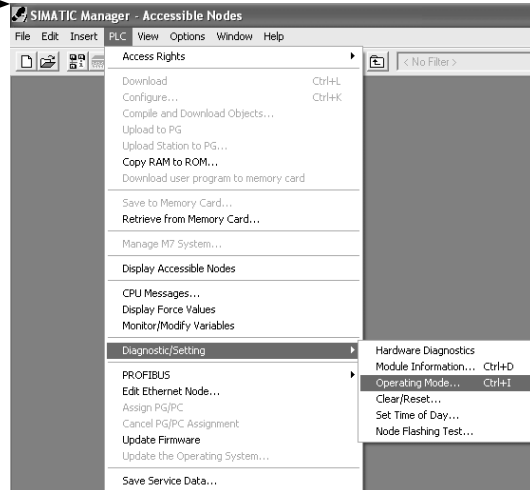 SIMATIC Manager - Accessible Nodes
File Edit Insert PLC View Options Window Help
< No Filter >
Access Rights
Download Ctrl+L
Configure... Ctrl+K
Compile and Download Objects...
Upload to PG
Upload Station to PG...
Copy RAM to ROM...
Download user program to memory card
Save to Memory Card...
Retrieve from Memory Card...
Manage M7 System...
Display Accessible Nodes
CPU Messages...
Display Force Values
Monitor/Modify Variables
Diagnostic/Setting
Hardware Diagnostics
Module Information... Ctrl+D
Operating Mode... Ctrl+I
Clear/Reset...
Set Time of Day...
Node Flashing Test...
PROFIBUS
Edit Ethernet Node...
Assign PG/PC
Cancel PG/PC Assignment
Update Firmware
Update the Operating System...
Save Service Data...